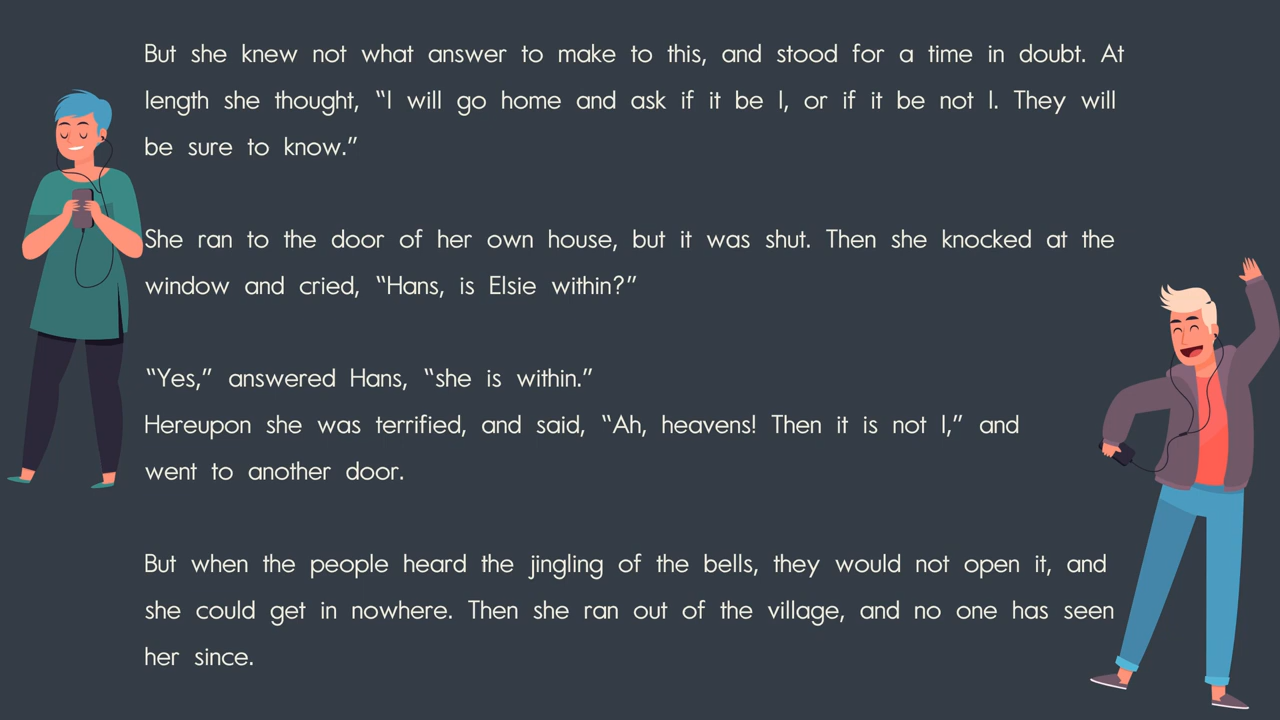 But she knew not what answer to make to this, and stood for a time in doubt. At
length she thought, “I will go home and ask if it be I, or if it be not I. They will
be sure to know.”
She ran to the door of her own house, but it was shut. Then she knocked at the
window and cried, “Hans, is Elsie within?”
“Yes,” answered Hans, “she is within.”
Hereupon she was terrified, and said, “Ah, heavens! Then it is not I,” and
went to another door.
But when the people heard the jingling of the bells, they would not open it, and
she could get in nowhere. Then she ran out of the village, and no one has seen
her since.